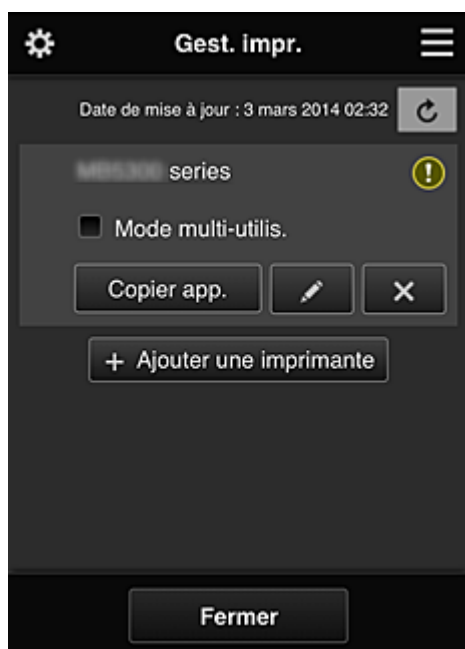 Gest. impr.
Date de mise à jour : 3 mars 2014 02:32
series
Mode multi-utilis.
Copier app.
+ Ajouter une imprimante
Fermer